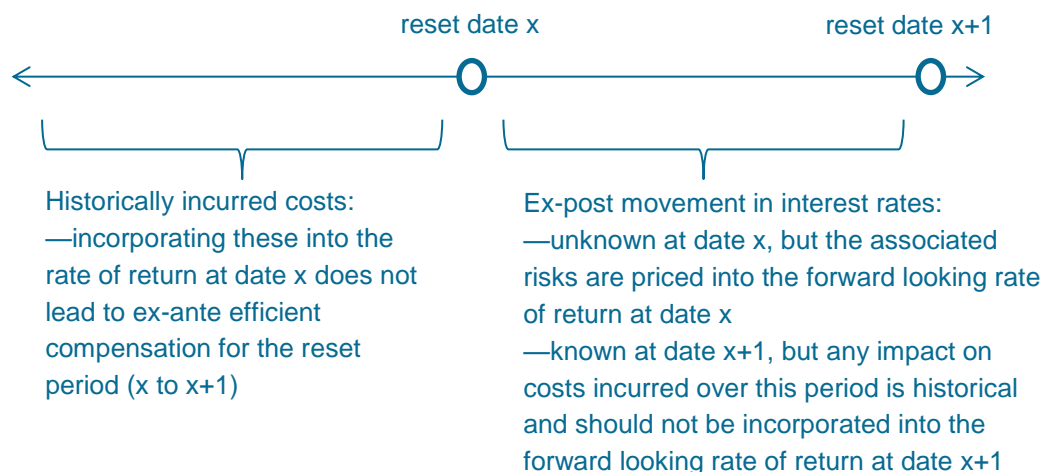 reset date x
reset date x+1
Historically incurred costs:
—incorporating these into the
rate of return at date x does not
lead to ex-ante efficient
compensation for the reset
period (x to x+1)
Ex-post movement in interest rates:
—unknown at date x, but the associated
risks are priced into the forward looking rate
of return at date x
—known at date x+1, but any impact on
costs incurred over this period is historical
and should not be incorporated into the
forward looking rate of return at date x+1